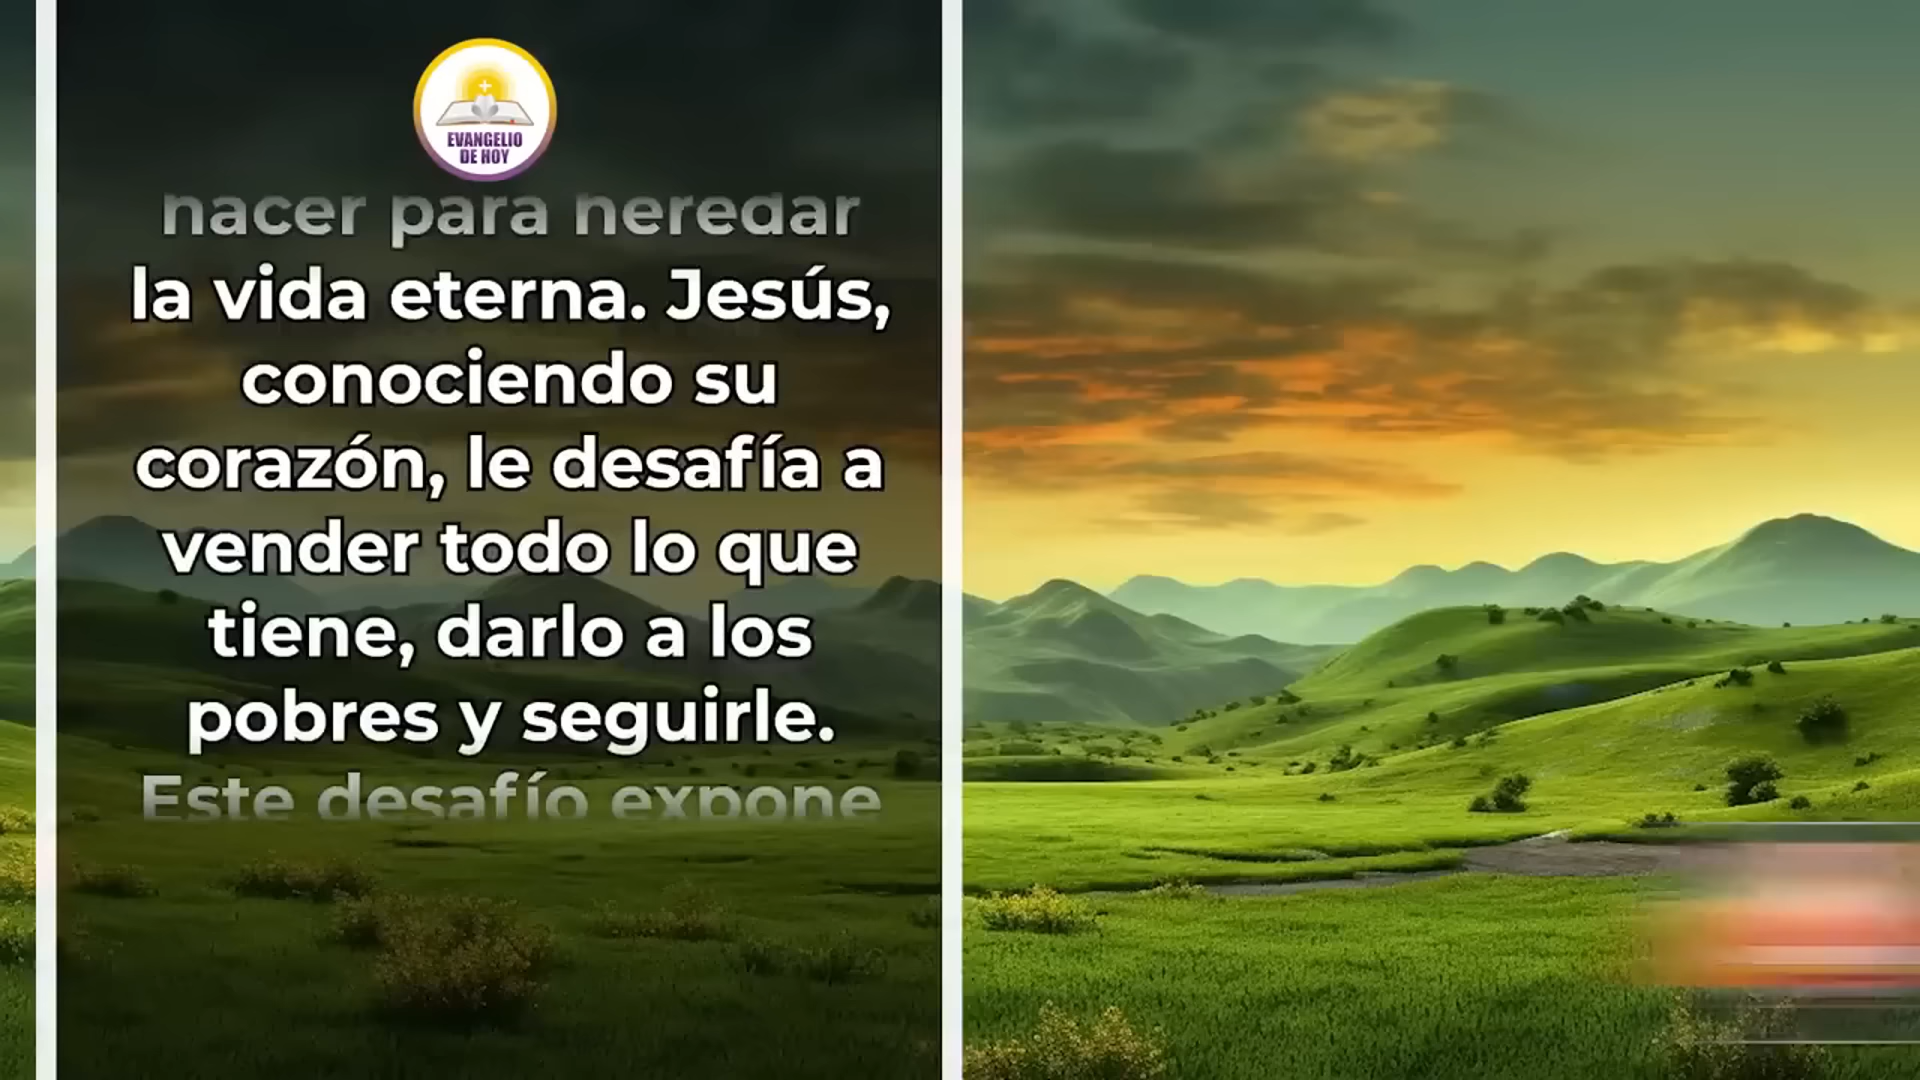 EVANGELIO
DE HOY
nacer para heredar
la vida eterna. Jesús,
conociendo su
corazón, le desafía a
vender todo lo que
tiene, darlo a los
pobres y seguirle.
Este desafío expone